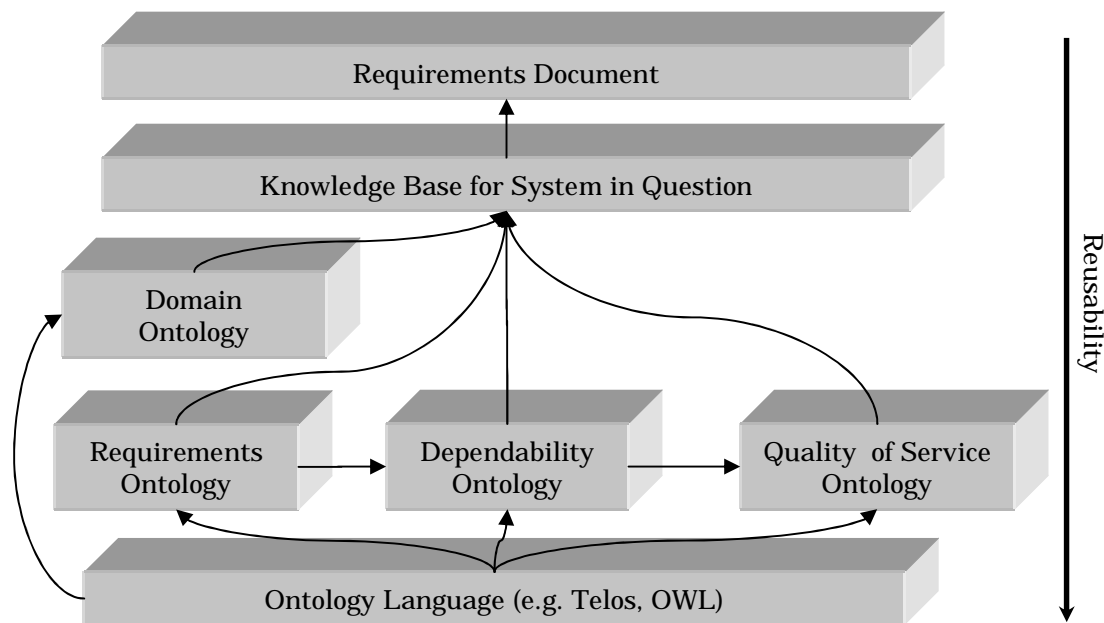 Requirements Document
Knowledge Base for System in Question
Domain
Ontology
Reusability
Requirements
Ontology
Dependability
Ontology
Quality of Service
Ontology
Ontology Language (e.g. Telos, OWL)